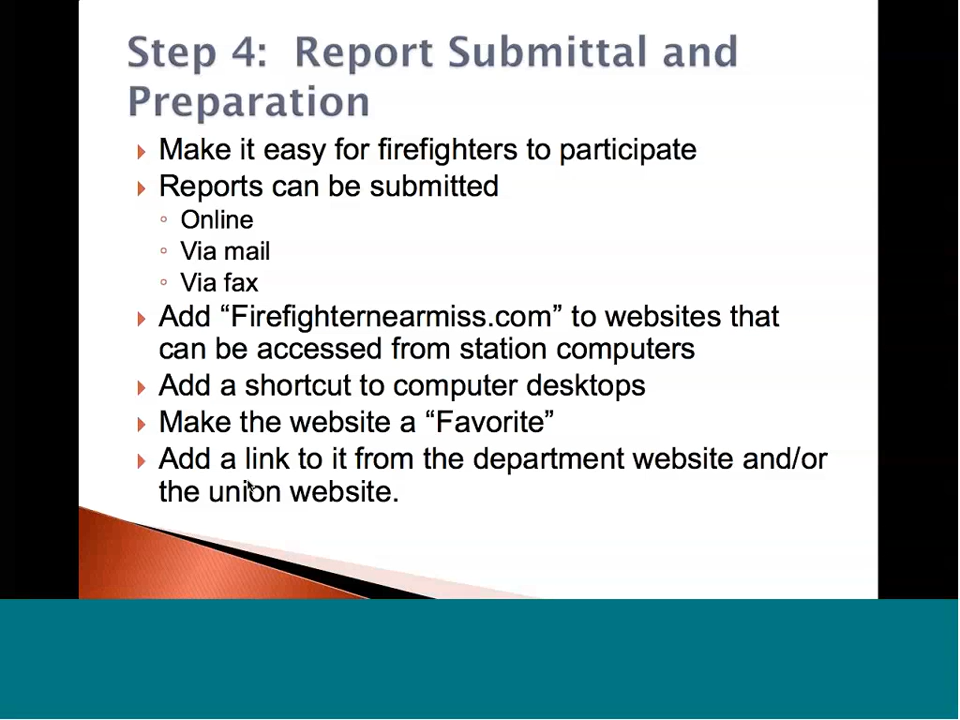 Step 4:  Report Submittal and
Preparation
Make it easy for firefighters to participate
Reports can be submitted
Online
Via mail
Via fax
Add “Firefighternearmiss.com” to websites that
can be accessed from station computers
Add a shortcut to computer desktops
Make the website a “Favorite”
Add a link to it from the department website and/or
the union website.